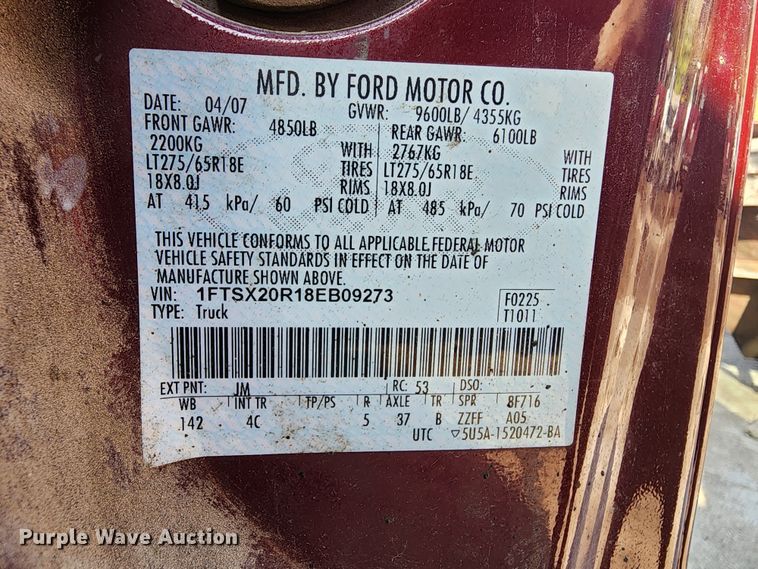 MFD. BY FORD MOTOR CO.
DATE: 04/07 GVWR: 9600LB/ 4355KG
FRONT GAWR: 4850LB REAR GAWR: 6100LB
2200KG WITH 2767KG WITH
LT275/65R18E TIRES LT275/65R18E TIRES
18X8.0J RIMS 18X8.0J RIMS
AT 415 kPa/ 60 PSI COLD AT 485 kPa/ 70 PSI COLD
THIS VEHICLE CONFORMS TO ALL APPLICABLE FEDERAL MOTOR
VEHICLE SAFETY STANDARDS IN EFFECT ON THE DATE OF
MANUFACTURE SHOWN ABOVE.
VIN: 1FTSX20R18EB09273 F0225
TYPE: Truck T1011
EXT PNT: JM RC: 53 DSO:
WB INT TR TP/PS R AXLE TR SPR 8F716
142 4C 5 37 B ZZFF A05
UTC ▽5U5A-1520472-BA
Purple Wave Auction